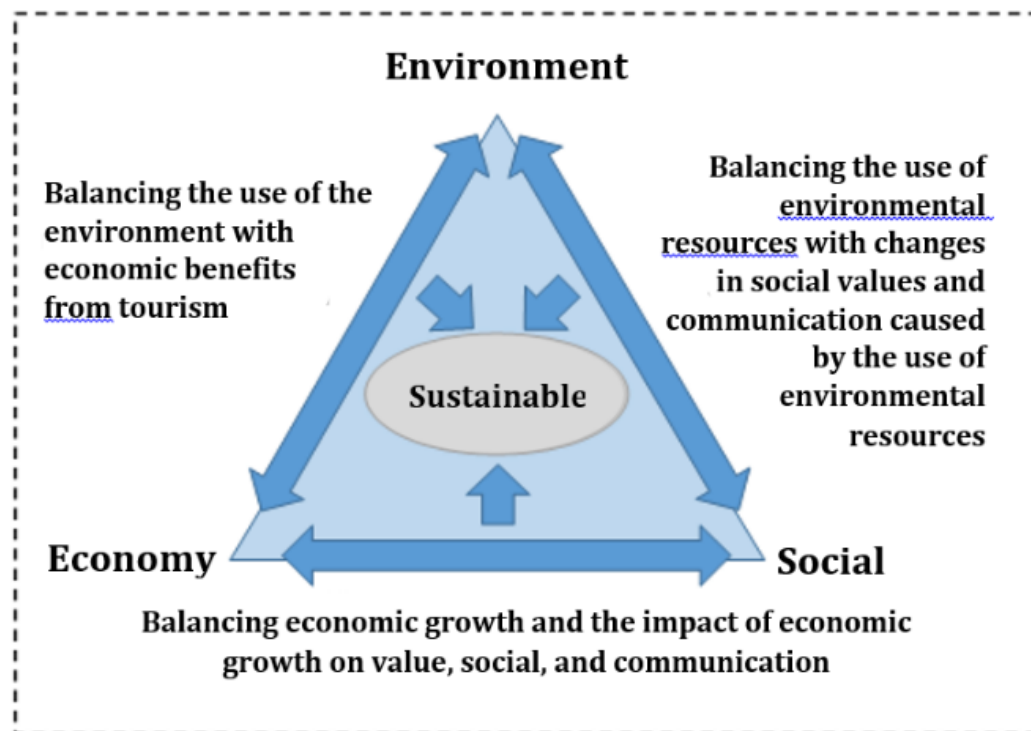 Environment
Balancing the use of the
environment with
economic benefits
from tourism
Balancing the use of
environmental
resources with changes
in social values and
communication caused
by the use of
environmental
resources
Sustainable
Economy
Social
Balancing economic growth and the impact of economic
growth on value, social, and communication